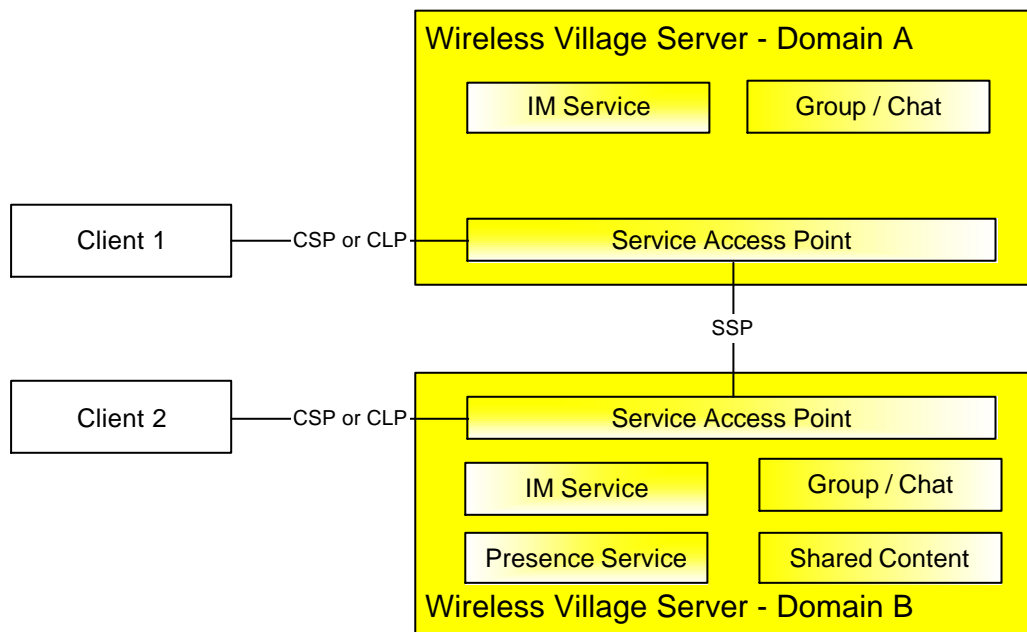 Wireless Village Server - Domain A
IM Service
Group / Chat
Client 1
CSP or CLP
Service Access Point
SSP
Client 2
CSP or CLP
Service Access Point
IM Service
Group / Chat
Presence Service
Shared Content
Wireless Village Server - Domain B